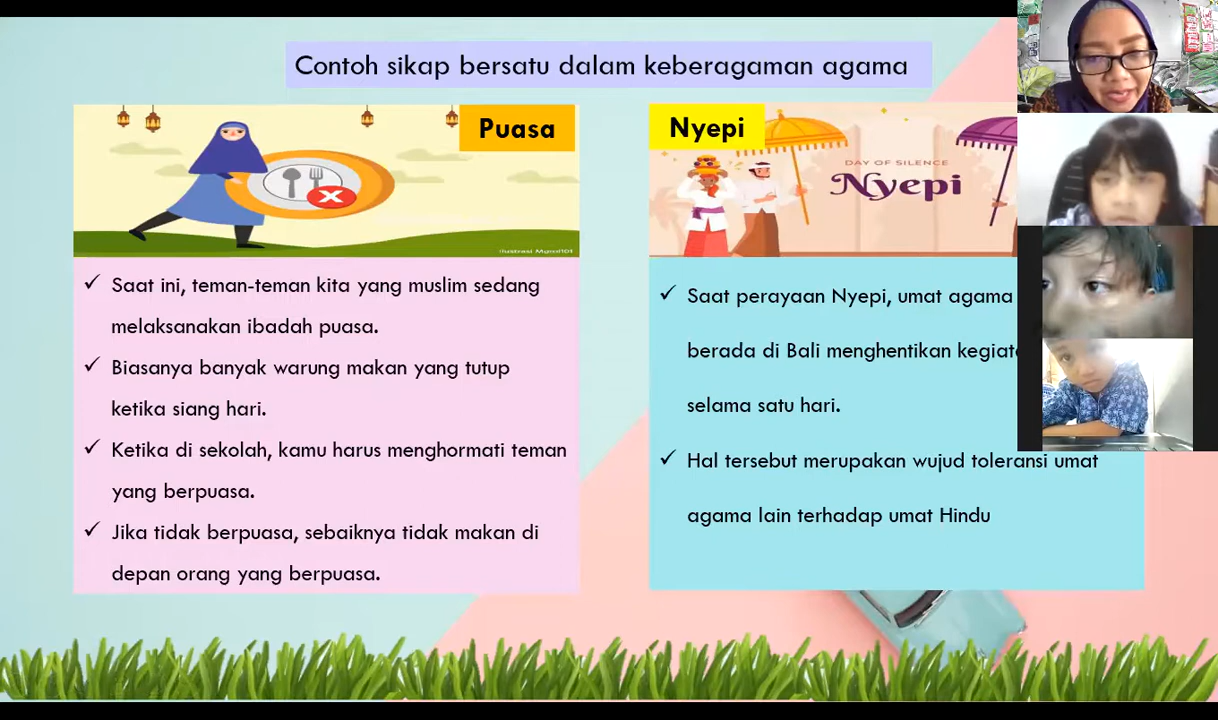 Contoh sikap bersatu dalam keberagaman agama
Puasa
illustrasi Mgmal101
✓ Saat ini, teman-teman kita yang muslim sedang
melaksanakan ibadah puasa.
✓ Biasanya banyak warung makan yang tutup
ketika siang hari.
✓ Ketika di sekolah, kamu harus menghormati teman
yang berpuasa.
✓ Jika tidak berpuasa, sebaiknya tidak makan di
depan orang yang berpuasa.
Nyepi
DAY OF SILENCE
Nyepi
✓ Saat perayaan Nyepi, umat agama
berada di Bali menghentikan
selama satu hari.
✓ Hal tersebut merupakan wujud toleransi umat
agama lain terhadap umat Hindu